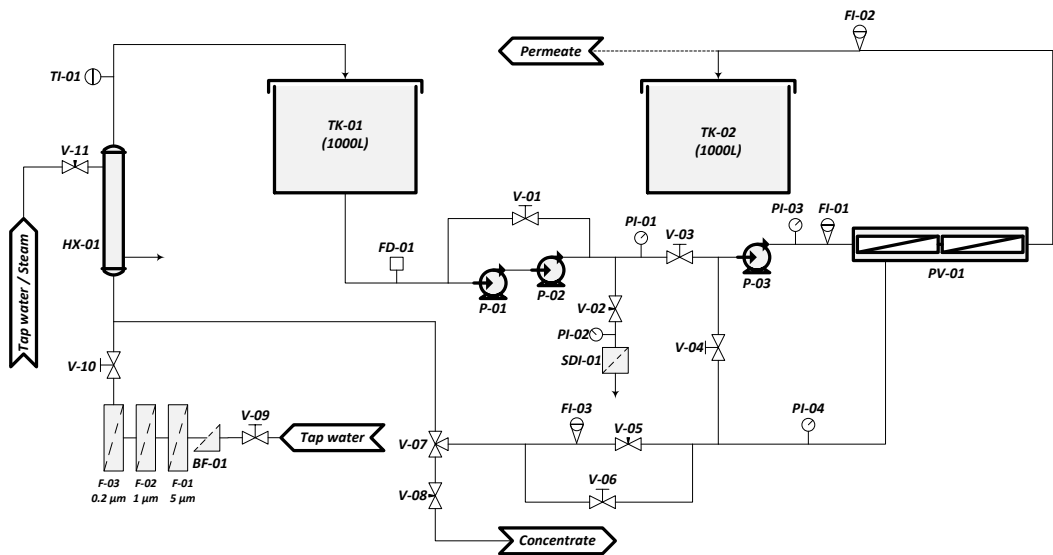 FI-02
Permeate
TI-01
TK-01
(1000L)
TK-02
(1000L)
V-11
V-01
PI-01
V-03
PI-03
FI-01
HX-01
FD-01
P-01
P-02
P-03
PV-01
Tap water / Steam
V-02
PI-02
SDI-01
V-04
V-10
V-09
Tap water
BF-01
FI-03
V-05
PI-04
V-07
F-03
0.2 µm
F-02
1 µm
F-01
5 µm
V-06
V-08
Concentrate